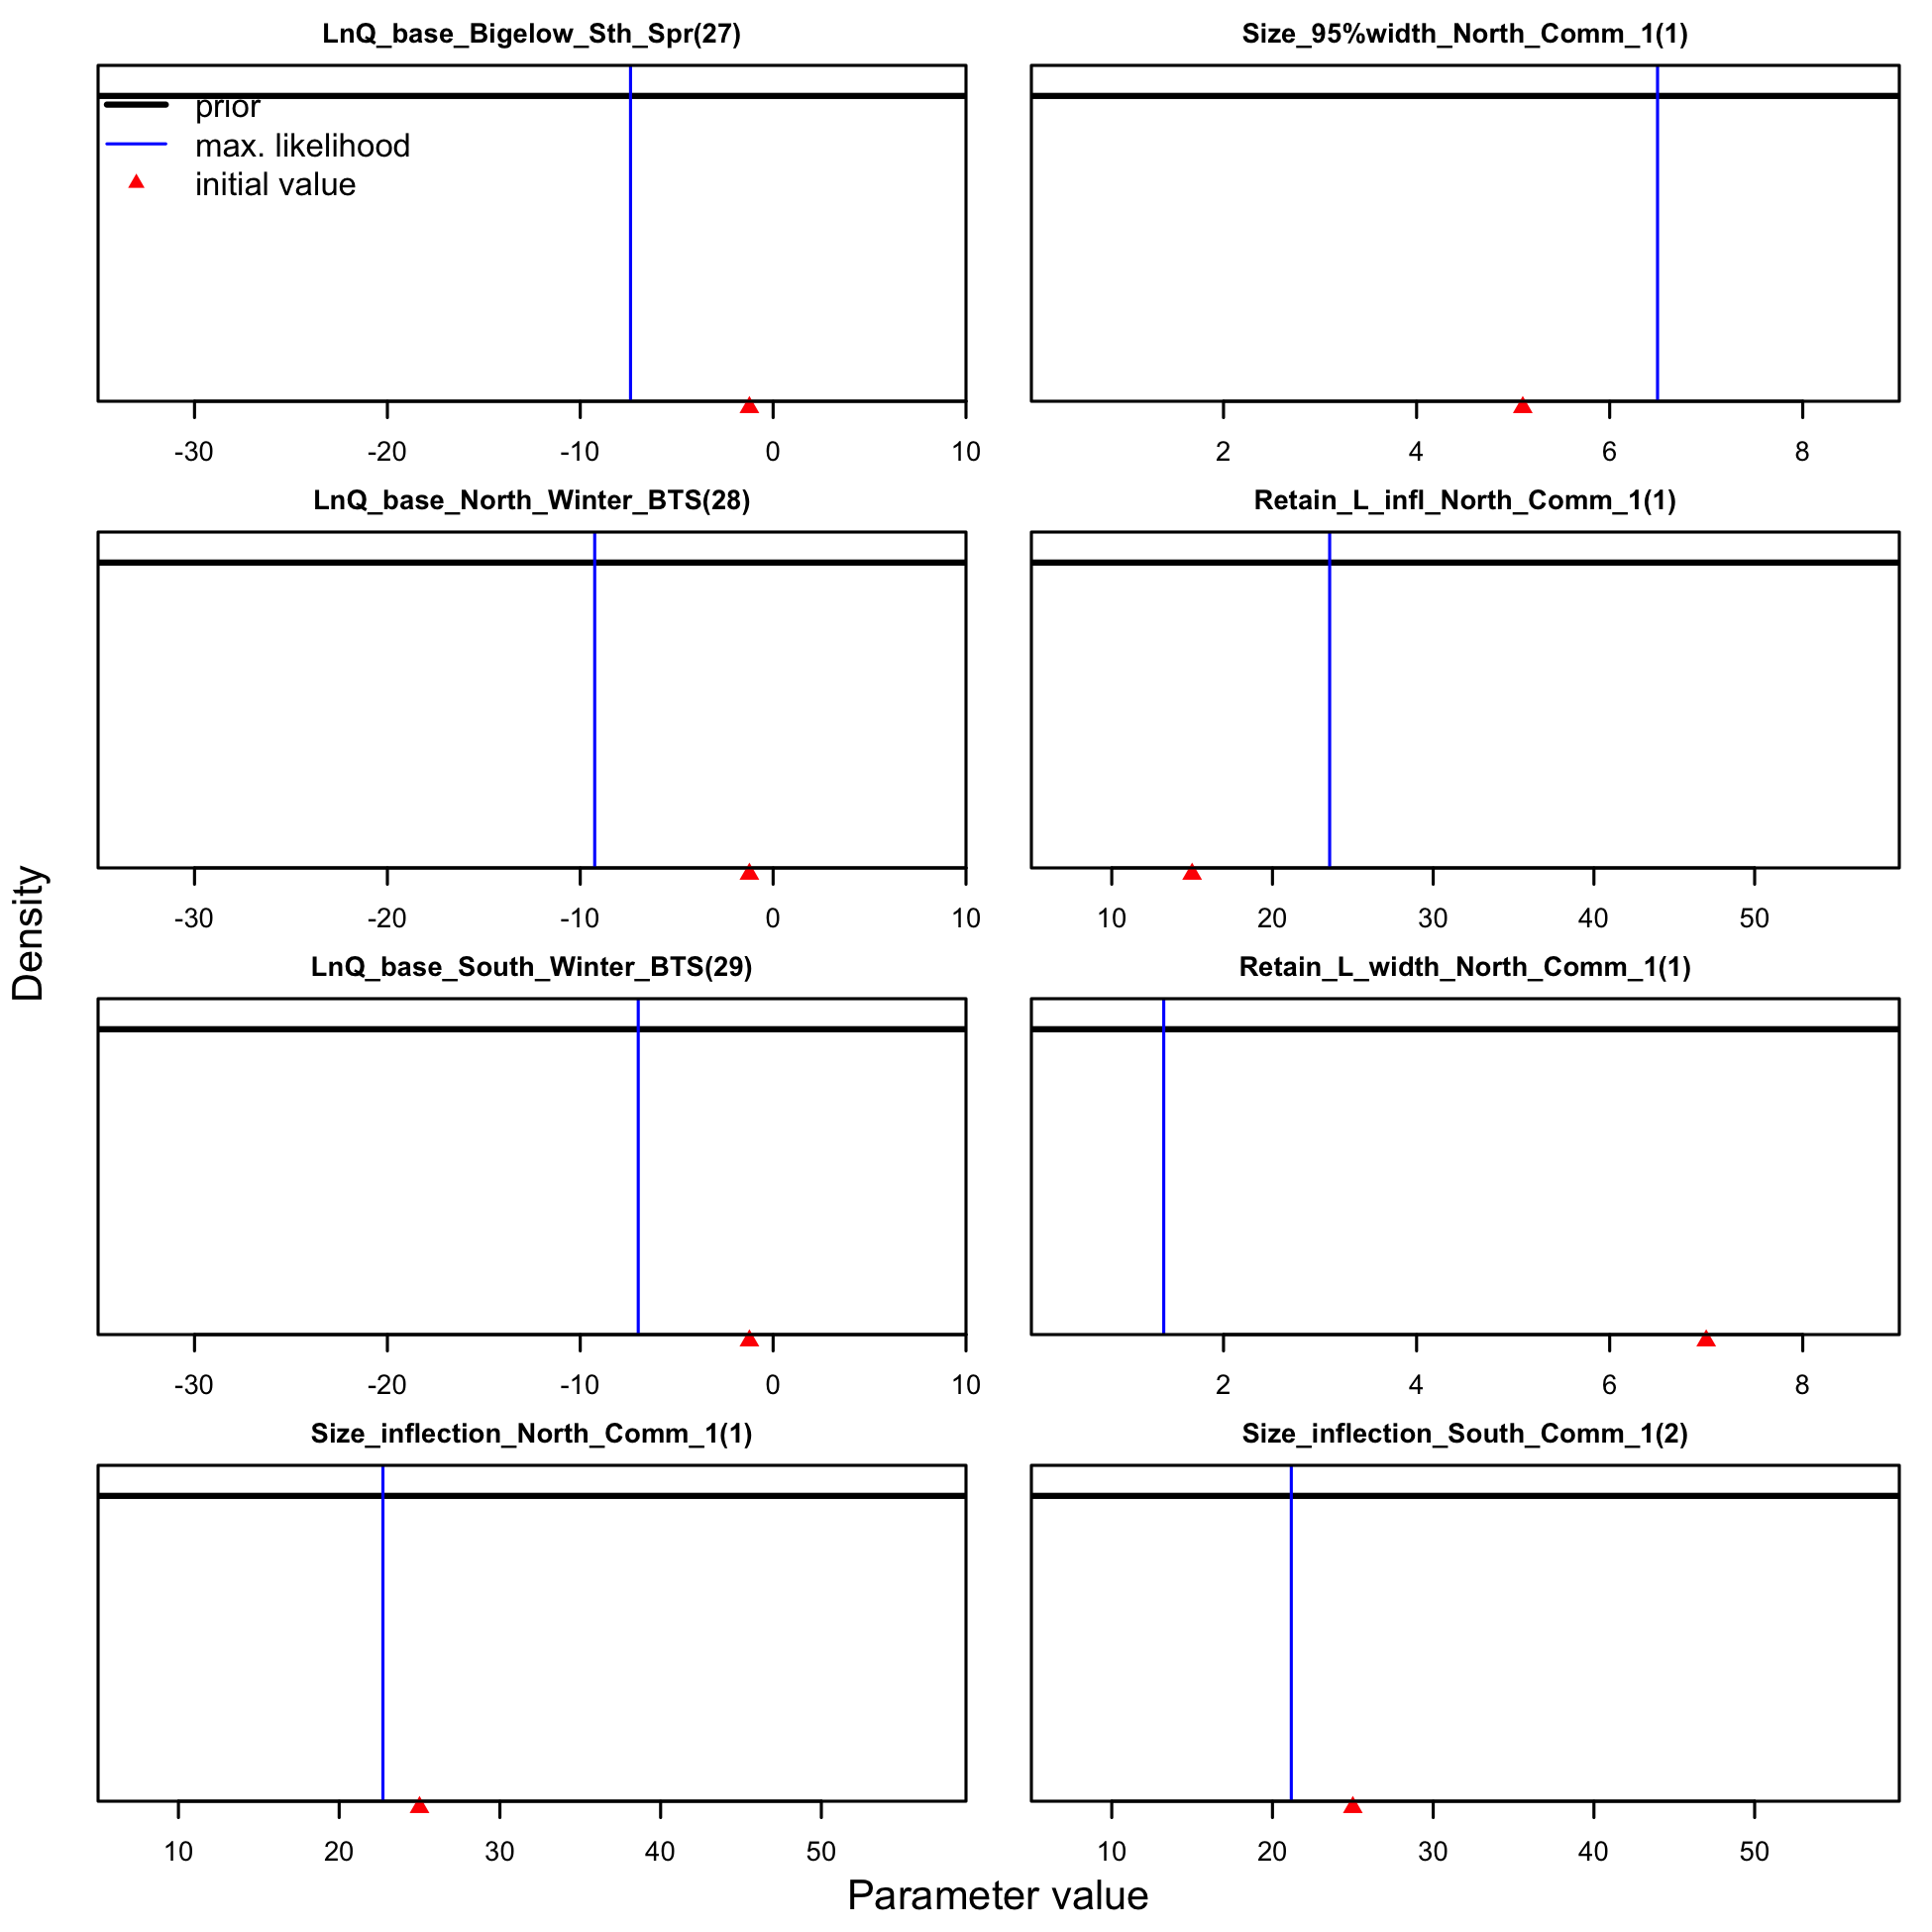 LnQ_base_Bigelow_Sth_Spr(27)
prior
max. likelihood
initial value
-30 -20 -10 0 10
Size_95%width_North_Comm_1(1)
2 4 6 8
LnQ_base_North_Winter_BTS(28)
-30 -20 -10 0 10
Retain_L_infl_North_Comm_1(1)
10 20 30 40 50
LnQ_base_South_Winter_BTS(29)
-30 -20 -10 0 10
Retain_L_width_North_Comm_1(1)
2 4 6 8
Size_inflection_North_Comm_1(1)
10 20 30 40 50
Size_inflection_South_Comm_1(2)
10 20 30 40 50
Density
Parameter value